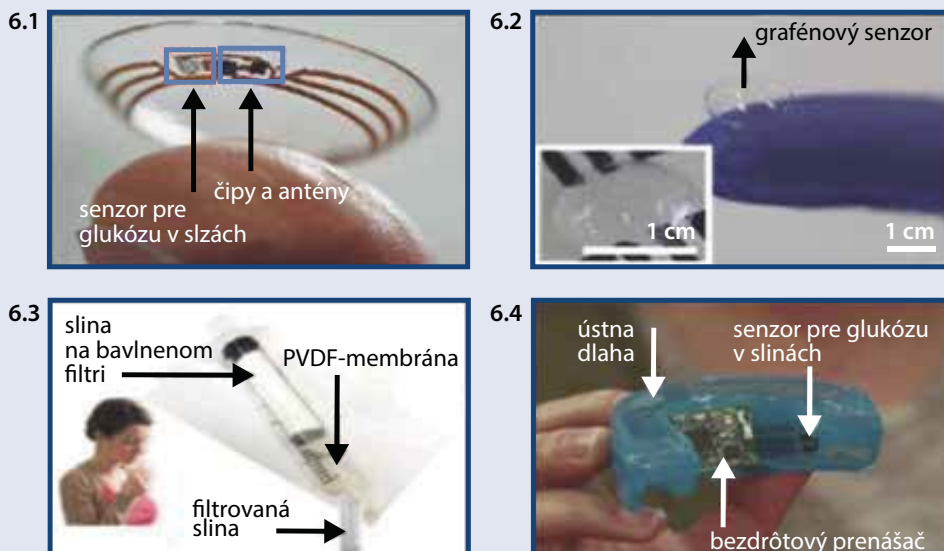 6.1
čipy a antény
senzor pre
glukózu v slzách
6.2
grafénový senzor
1 cm
1 cm
6.3
slina
na bavlnenom
filtri
PVDF-membrána
filtrovaná
slina
6.4
ústna
dlaha
senzor pre glukózu
v slinách
bezdrôtový prenášač